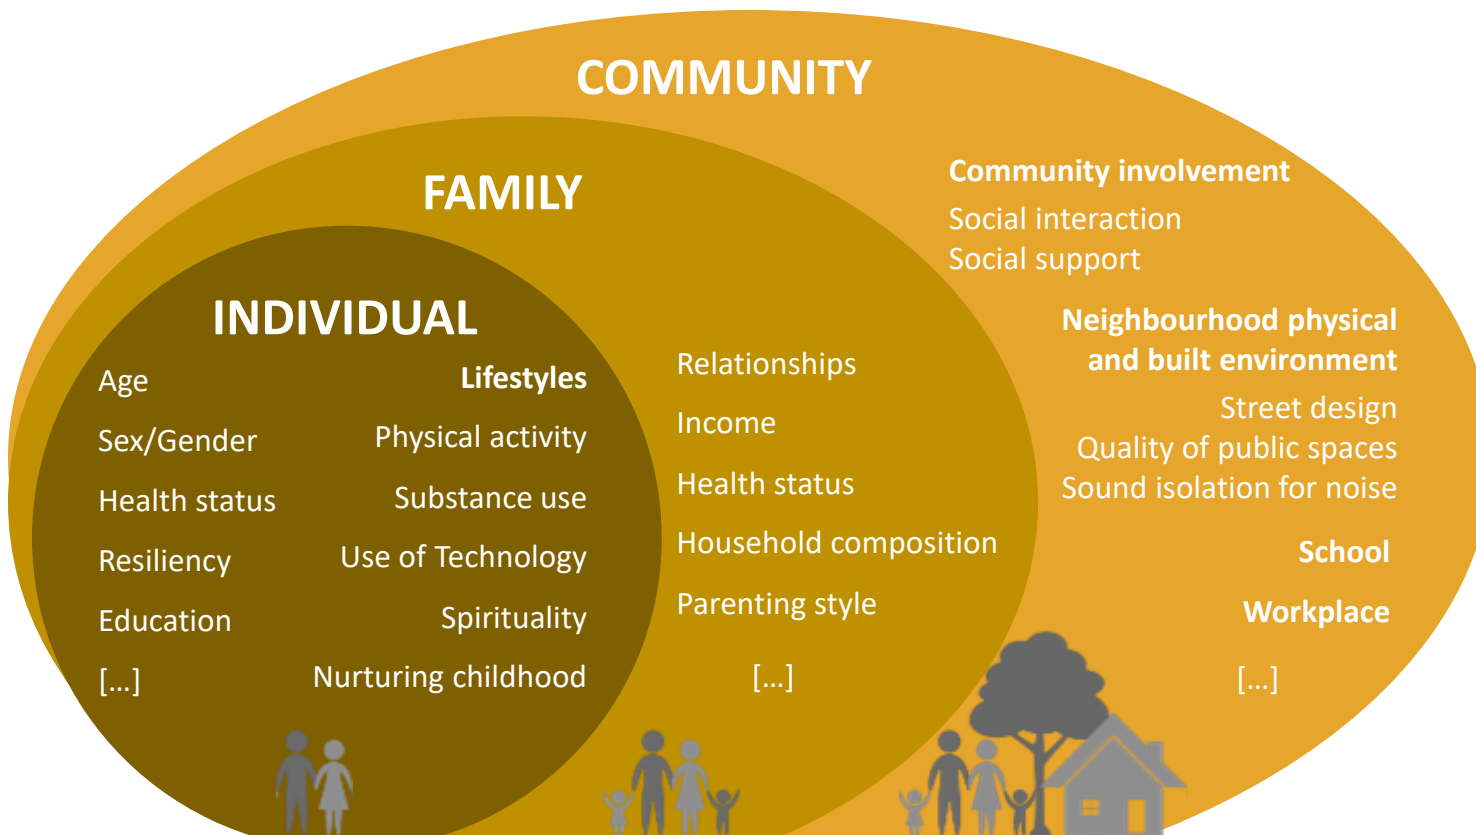 COMMUNITY
FAMILY
INDIVIDUAL
Age
Sex/Gender
Health status
Resiliency
Education
[...]
Lifestyles
Physical activity
Substance use
Use of Technology
Spirituality
Nurturing childhood
Relationships
Income
Health status
Household composition
Parenting style
[...]
Community involvement
Social interaction
Social support
Neighbourhood physical
and built environment
Street design
Quality of public spaces
Sound isolation for noise
School
Workplace
[...]